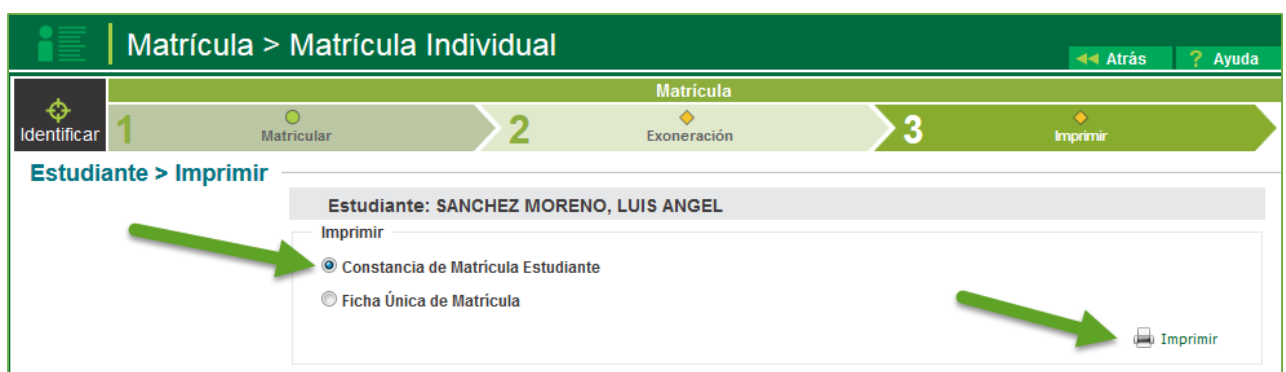 Matrícula > Matrícula Individual
Atrás
? Ayuda
Identificar
Matrícula
1
Matricular
2
Exoneración
3
Imprimir
Estudiante > Imprimir
Estudiante: SANCHEZ MORENO, LUIS ANGEL
Imprimir
Constancia de Matrícula Estudiante
Ficha Única de Matrícula
Imprimir